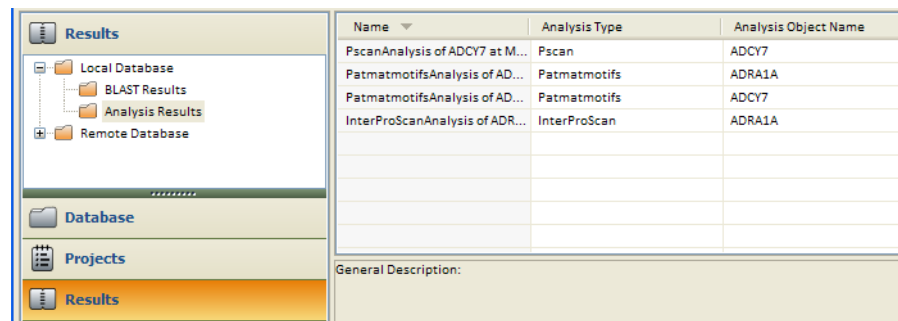 Results
Local Database
BLAST Results
Analysis Results
Remote Database
Database
Projects
Results
Name Analysis Type Analysis Object Name
PscanAnalysis of ADCY7 at M... Pscan ADCY7
PatmatmotifsAnalysis of AD... Patmatmotifs ADRA1A
PatmatmotifsAnalysis of AD... Patmatmotifs ADCY7
InterProScanAnalysis of ADR... InterProScan ADRA1A
General Description: